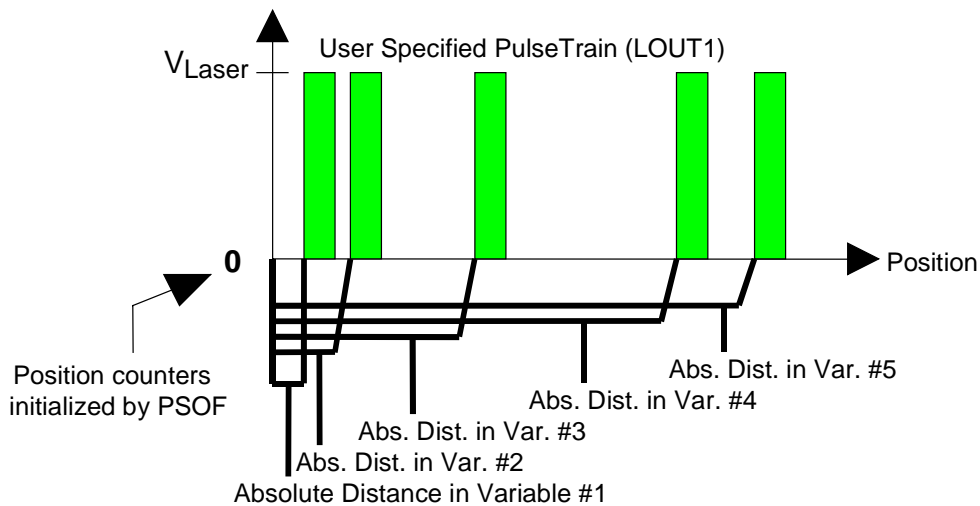 User Specified PulseTrain (LOUT1)
VLaser
0
Position
Position counters
initialized by PSOF
Abs. Dist. in Var. #5
Abs. Dist. in Var. #4
Abs. Dist. in Var. #3
Abs. Dist. in Var. #2
Absolute Distance in Variable #1